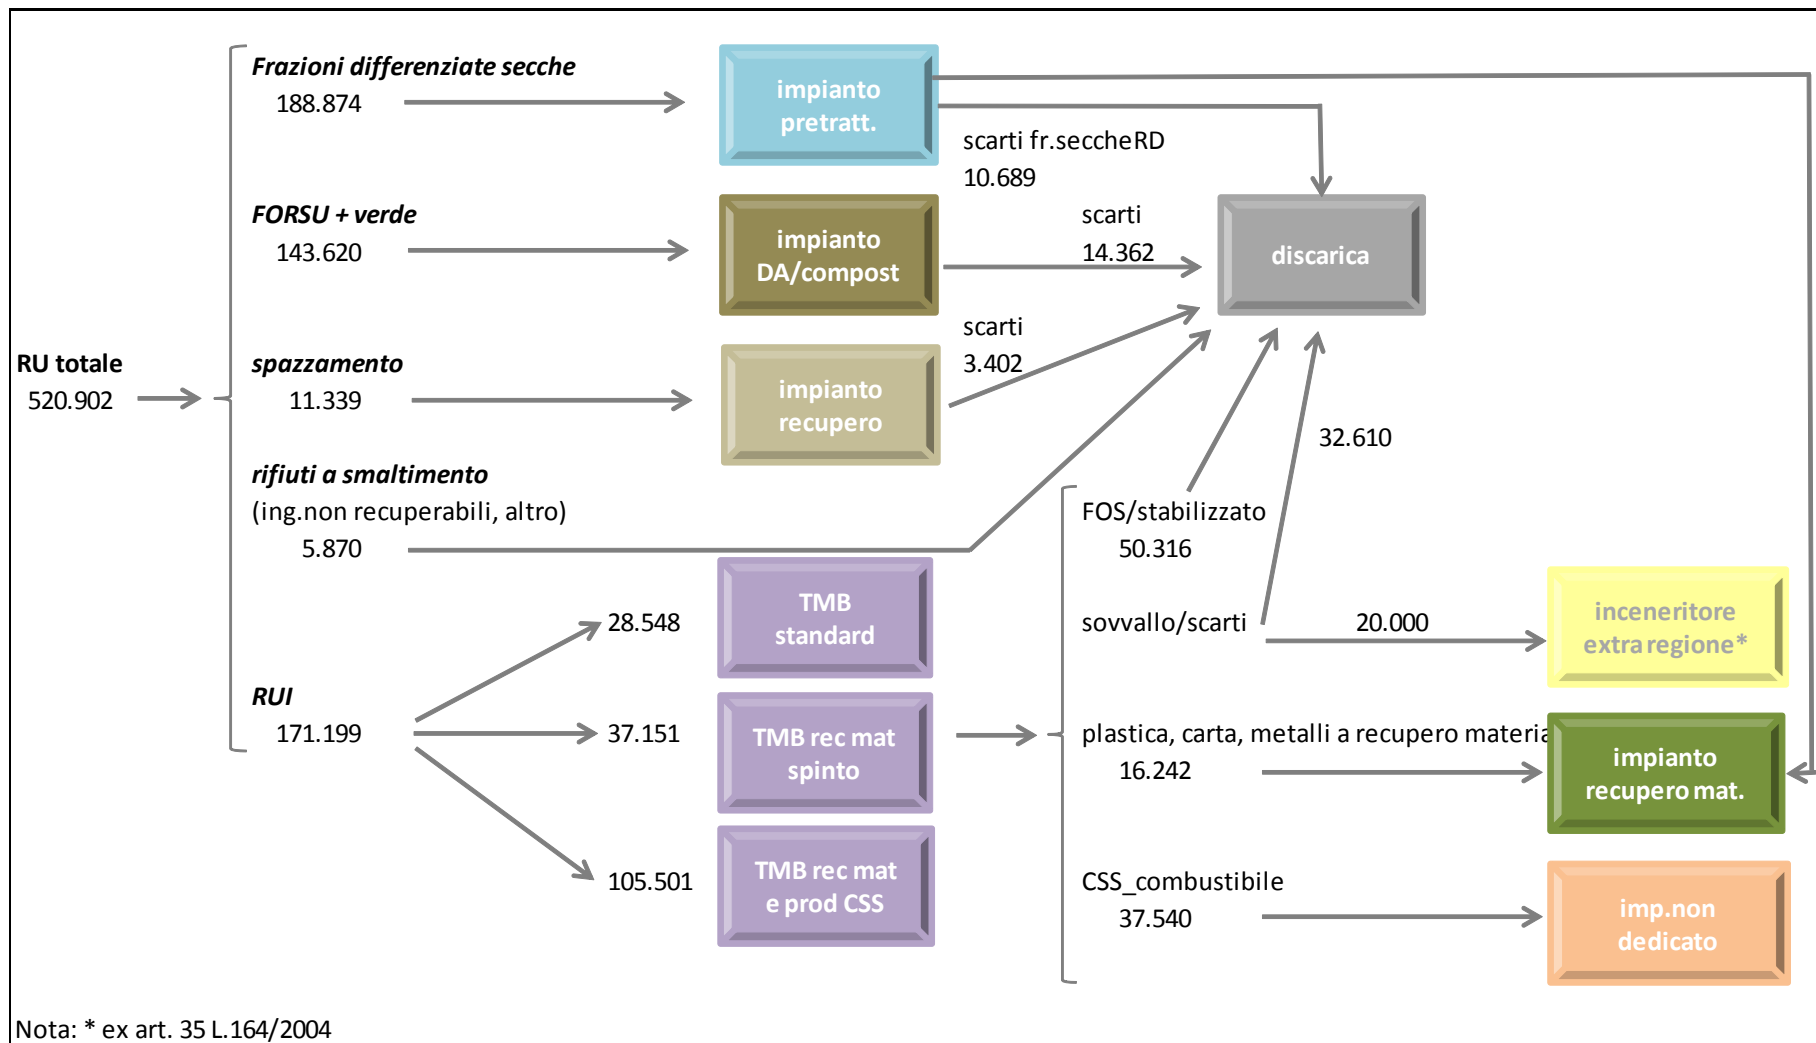 Frazioni differenziate secche
188.874
impianto
pretratt.
scarti fr.seccheRD
10.689
FORSU + verde
143.620
impianto
DA/compost
scarti
14.362
discarica
RU totale
520.902
spazzamento
11.339
impianto
recupero
scarti
3.402
32.610
rifiuti a smaltimento
(ing.non recuperabili, altro)
5.870
FOS/stabilizzato
50.316
RUI
171.199
28.548
TMB
standard
37.151
TMB rec mat
spinto
105.501
TMB rec mat
e prod CSS
sovvallo/scarti
20.000
inceneritore
extra regione*
plastica, carta, metalli a recupero materia
16.242
impianto
recupero mat.
CSS_combustibile
37.540
imp.non
dedicato
Nota: * ex art. 35 L.164/2004